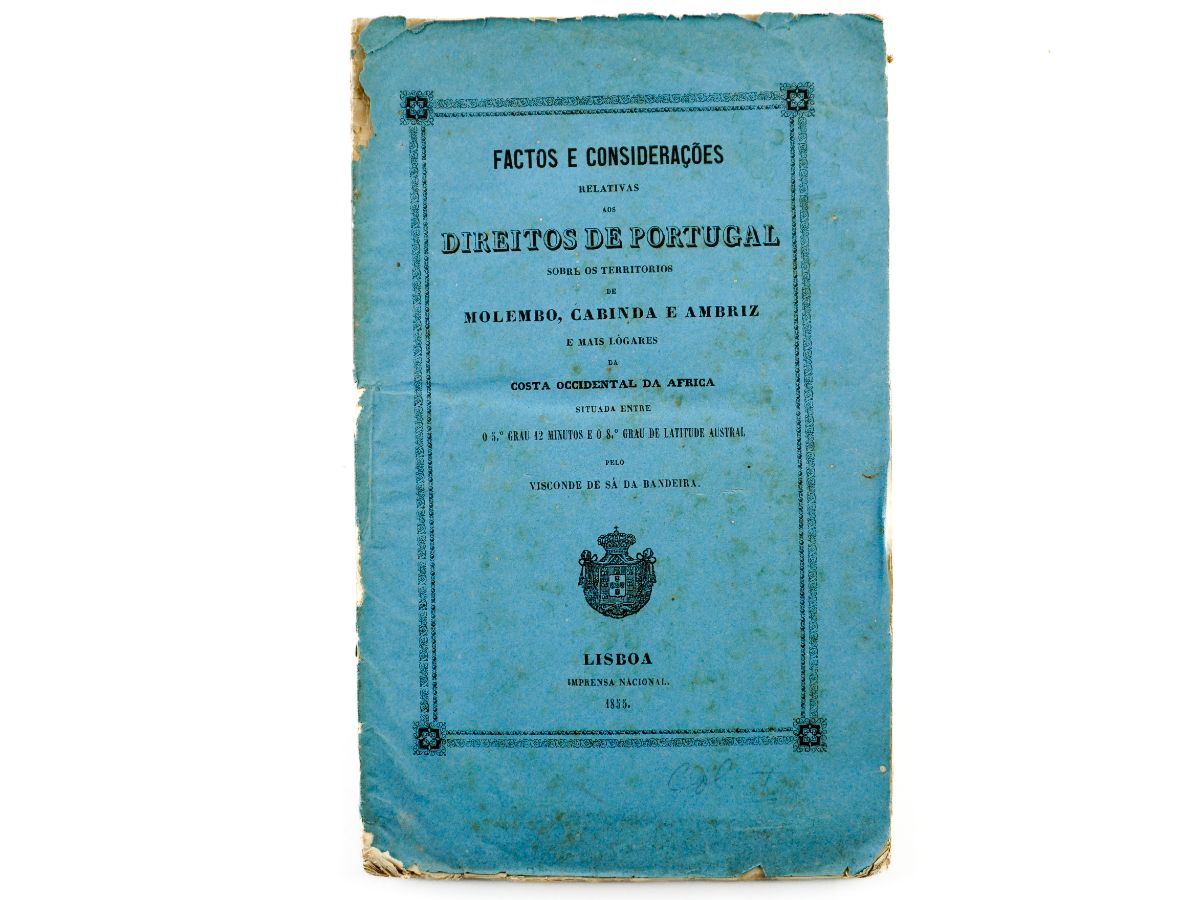 FACTOS E CONSIDERAÇÕES
RELATIVAS
AOS
DIREITOS DE PORTUGAL
SOBRE OS TERRITORIOS
DE
MOLEMBO, CABINDA E AMBRIZ
E MAIS LÓGARES
DA
COSTA OCCIDENTAL DA AFRICA
SITUADA ENTRE
O 5.º GRAU 12 MINUTOS E O 8.º GRAU DE LATITUDE AUSTRAL
PELO
VISCONDE DE SÁ DA BANDEIRA.
LISBOA
IMPRENSA NACIONAL.
1855.